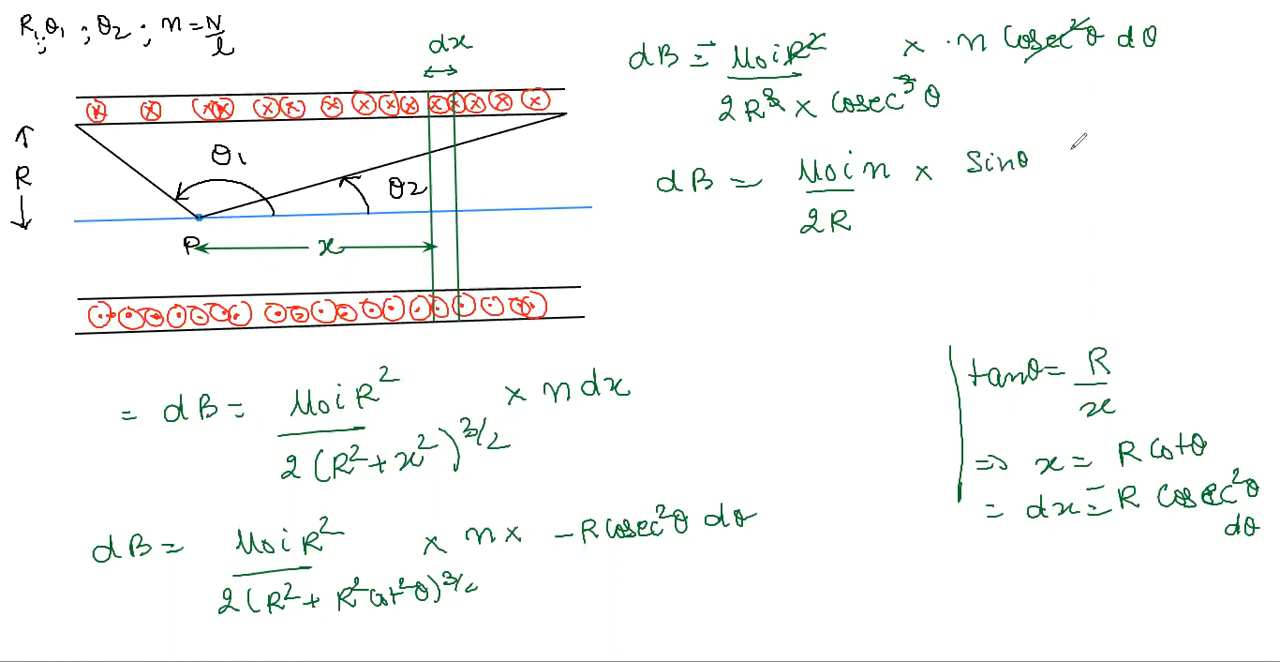 R, θ₁ ; θ₂ ; n = N/l
dx
θ₁
θ₂
R
P
x
= dB = μ₀iR² / 2(R²+x²)^3/2 × n dx
dB = μ₀iR² / 2(R²+R²cot²θ)^3/2 × n × -R cosec²θ dθ
dB = - μ₀iR² / 2R³ × cosec³θ × · n cosec²θ dθ
dB = μ₀in / 2R × sinθ
tanθ = R/x
⇒ x = R cotθ
= dx = - R cosec²θ
dθ